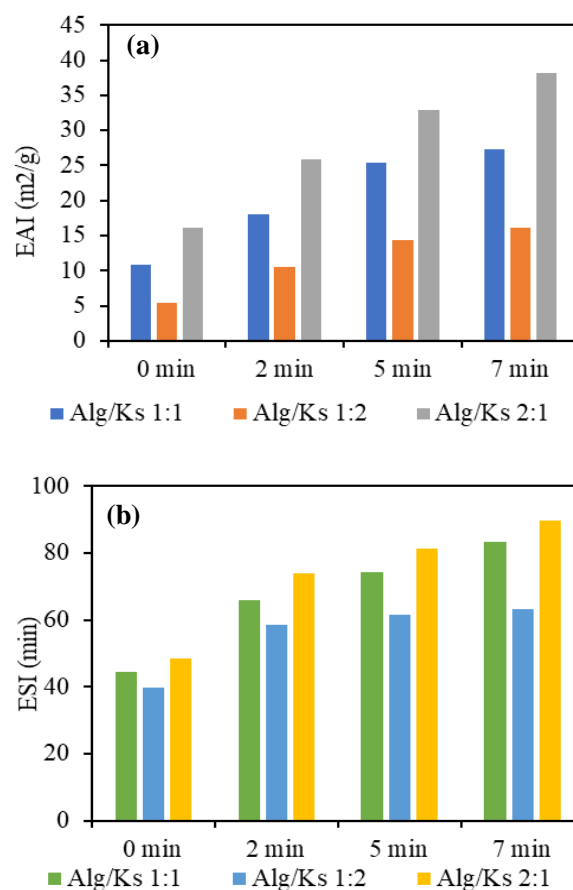 (a)
EAI (m2/g)
45
40
35
30
25
20
15
10
5
0
0 min 2 min 5 min 7 min
Alg/Ks 1:1 Alg/Ks 1:2 Alg/Ks 2:1
(b)
ESI (min)
100
80
60
40
20
0
0 min 2 min 5 min 7 min
Alg/Ks 1:1 Alg/Ks 1:2 Alg/Ks 2:1